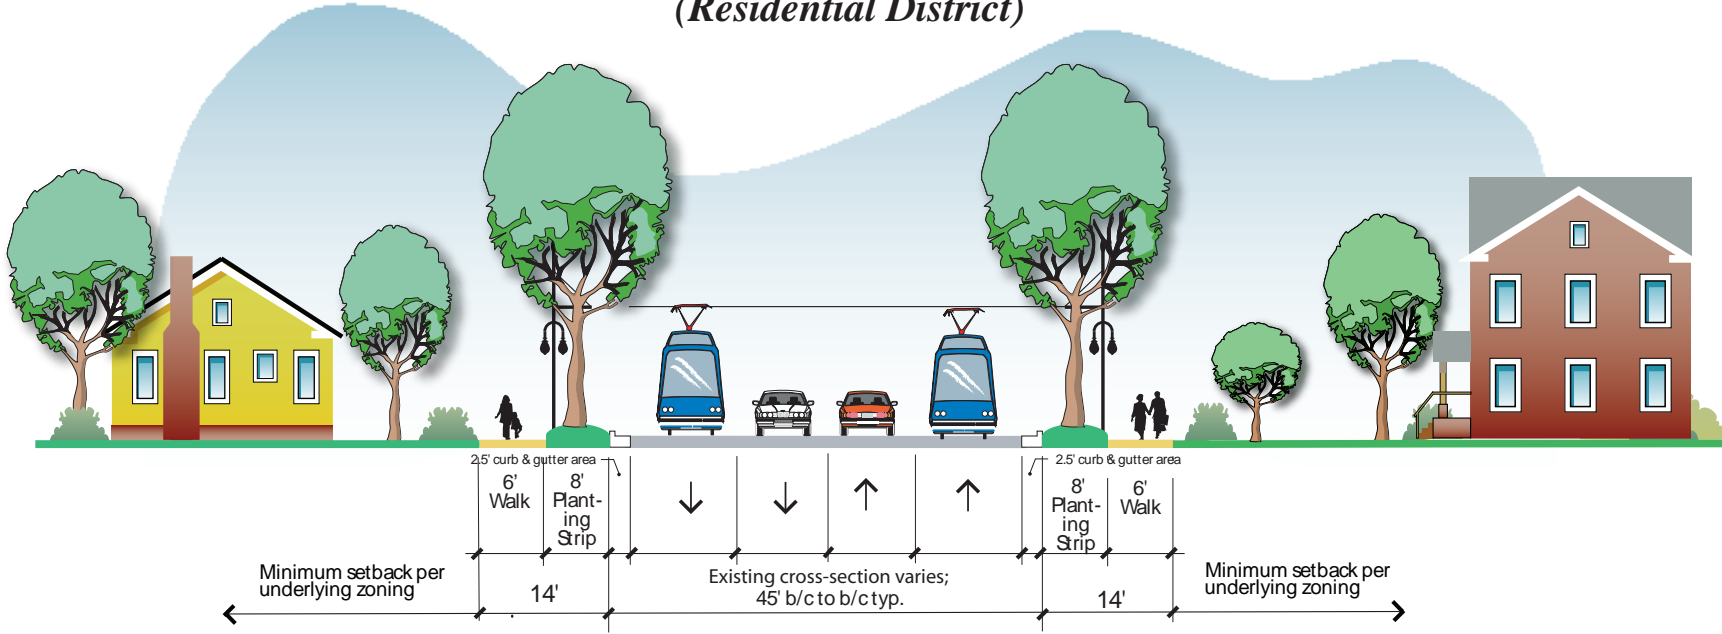 (Residential District)
2.5' curb & gutter area
2.5' curb & gutter area
6'
Walk
8'
Plant-
ing
Strip
8'
Plant-
ing
Strip
6'
Walk
Minimum setback per
underlying zoning
14'
Existing cross-section varies;
45' b/c to b/c typ.
14'
Minimum setback per
underlying zoning